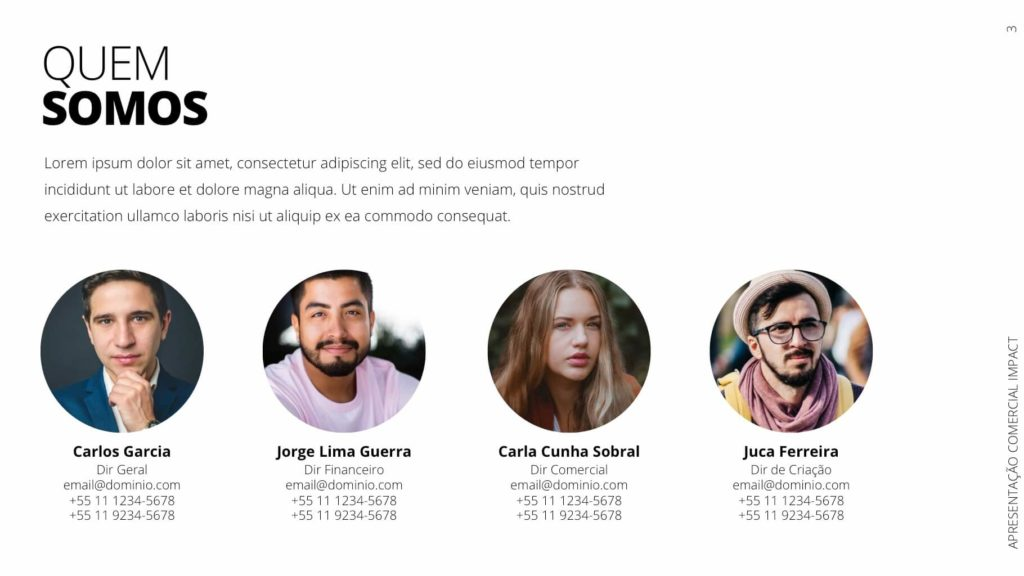 3
QUEM
SOMOS
Lorem ipsum dolor sit amet, consectetur adipiscing elit, sed do eiusmod tempor
incididunt ut labore et dolore magna aliqua. Ut enim ad minim veniam, quis nostrud
exercitation ullamco laboris nisi ut aliquip ex ea commodo consequat.
Carlos Garcia
Dir Geral
email@dominio.com
+55 11 1234-5678
+55 11 9234-5678
Jorge Lima Guerra
Dir Financeiro
email@dominio.com
+55 11 1234-5678
+55 11 9234-5678
Carla Cunha Sobral
Dir Comercial
email@dominio.com
+55 11 1234-5678
+55 11 9234-5678
Juca Ferreira
Dir de Criação
email@dominio.com
+55 11 1234-5678
+55 11 9234-5678
APRESENTAÇÃO COMERCIAL IMPACT